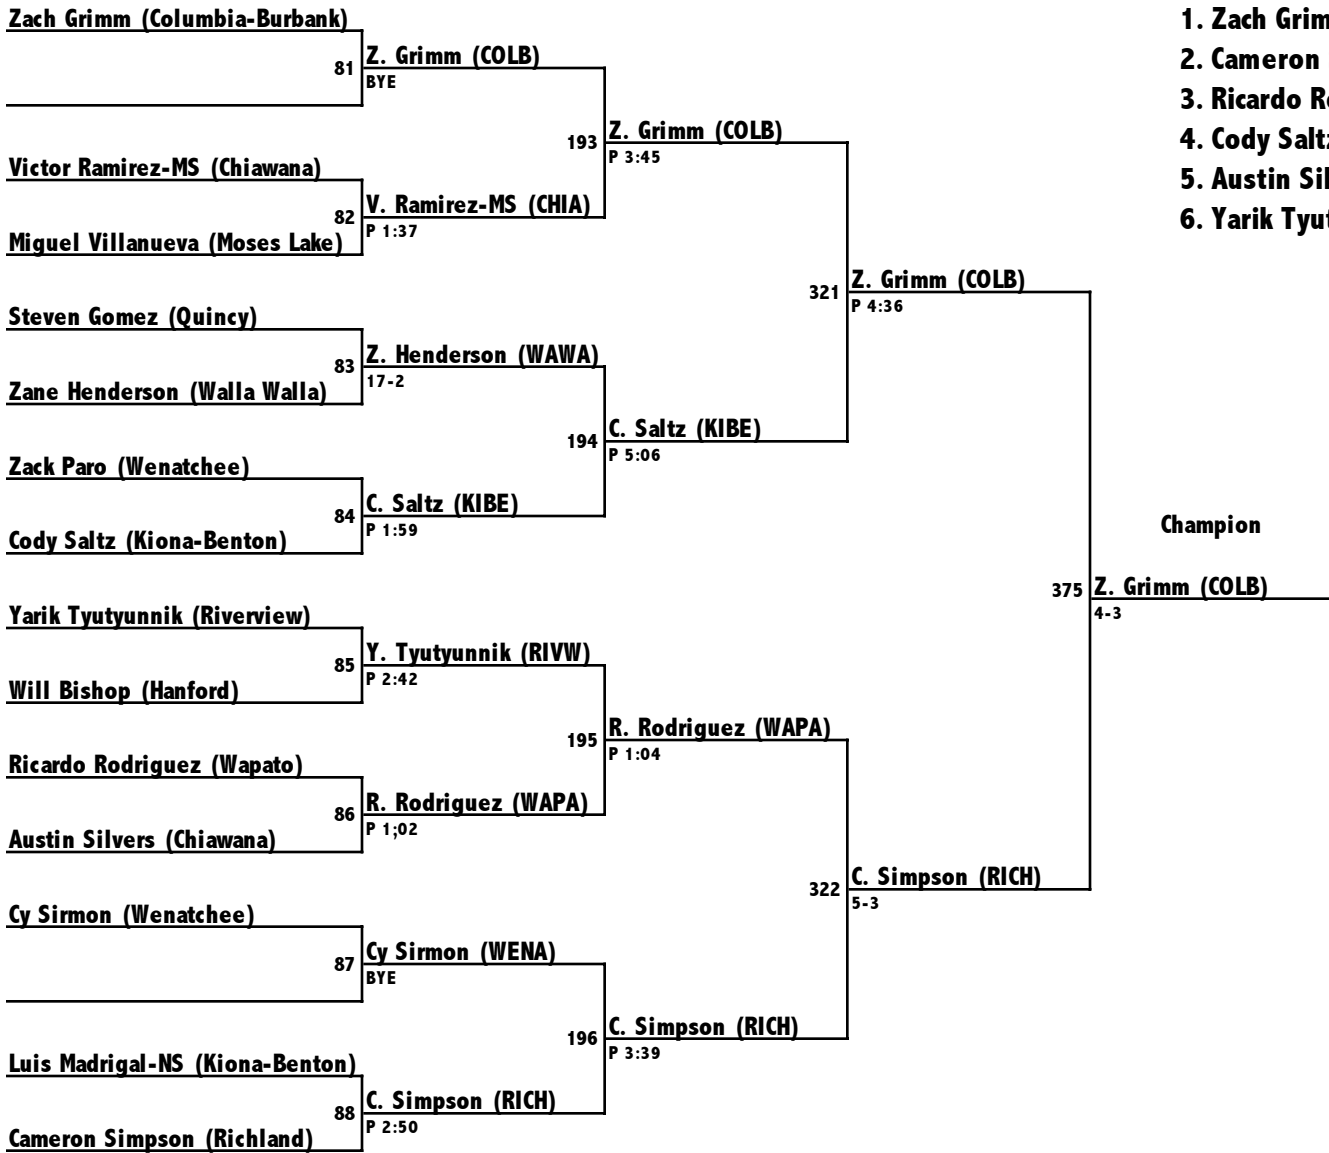 Zach Grimm (Columbia-Burbank)
81
Z. Grimm (COLB)
BYE
193
Z. Grimm (COLB)
P 3:45
Victor Ramirez-MS (Chiawana)
82
V. Ramirez-MS (CHIA)
P 1:37
Miguel Villanueva (Moses Lake)
321
Z. Grimm (COLB)
P 4:36
Steven Gomez (Quincy)
83
Z. Henderson (WAWA)
17-2
Zane Henderson (Walla Walla)
194
C. Saltz (KIBE)
P 5:06
Zack Paro (Wenatchee)
84
C. Saltz (KIBE)
P 1:59
Cody Saltz (Kiona-Benton)
Champion
375
Z. Grimm (COLB)
4-3
Yarik Tyutyunnik (Riverview)
85
Y. Tyutyunnik (RIVW)
P 2:42
Will Bishop (Hanford)
195
R. Rodriguez (WAPA)
P 1:04
Ricardo Rodriguez (Wapato)
86
R. Rodriguez (WAPA)
P 1;02
Austin Silvers (Chiawana)
322
C. Simpson (RICH)
5-3
Cy Sirmon (Wenatchee)
87
Cy Sirmon (WENA)
BYE
196
C. Simpson (RICH)
P 3:39
Luis Madrigal-NS (Kiona-Benton)
88
C. Simpson (RICH)
P 2:50
Cameron Simpson (Richland)
1. Zach
2. Cameron
3. Ricardo
4. Cody
5. Austin
6. Yarik